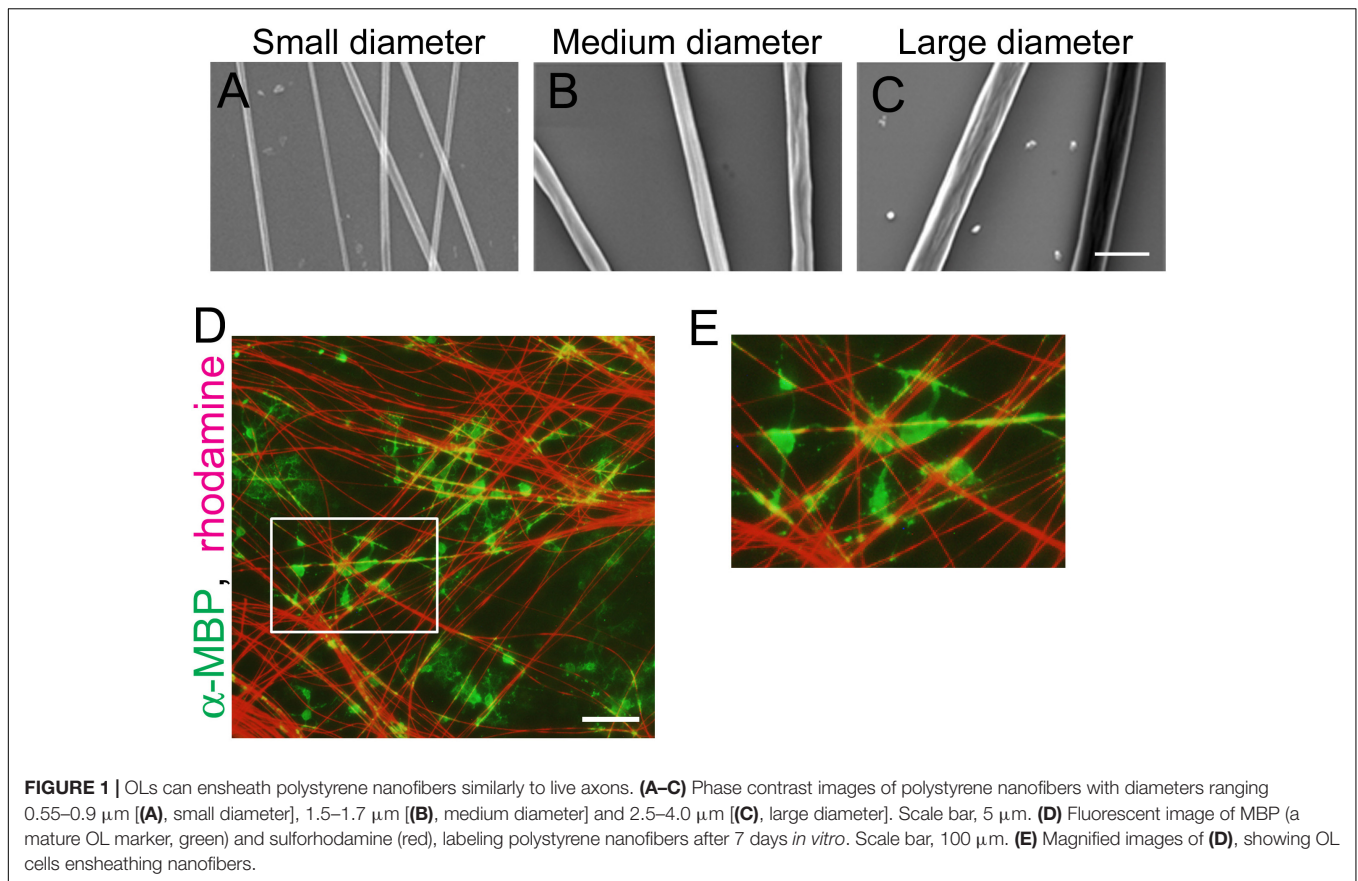 Small diameter
Medium diameter
Large diameter
A
B
C
D
E
α-MBP, rhodamine
FIGURE 1 | OLs can ensheath polystyrene nanofibers similarly to live axons. (A–C) Phase contrast images of polystyrene nanofibers with diameters ranging
0.55–0.9 μm [(A), small diameter], 1.5–1.7 μm [(B), medium diameter] and 2.5–4.0 μm [(C), large diameter]. Scale bar, 5 μm. (D) Fluorescent image of MBP (a
mature OL marker, green) and sulforhodamine (red), labeling polystyrene nanofibers after 7 days in vitro. Scale bar, 100 μm. (E) Magnified images of (D), showing OL
cells ensheathing nanofibers.